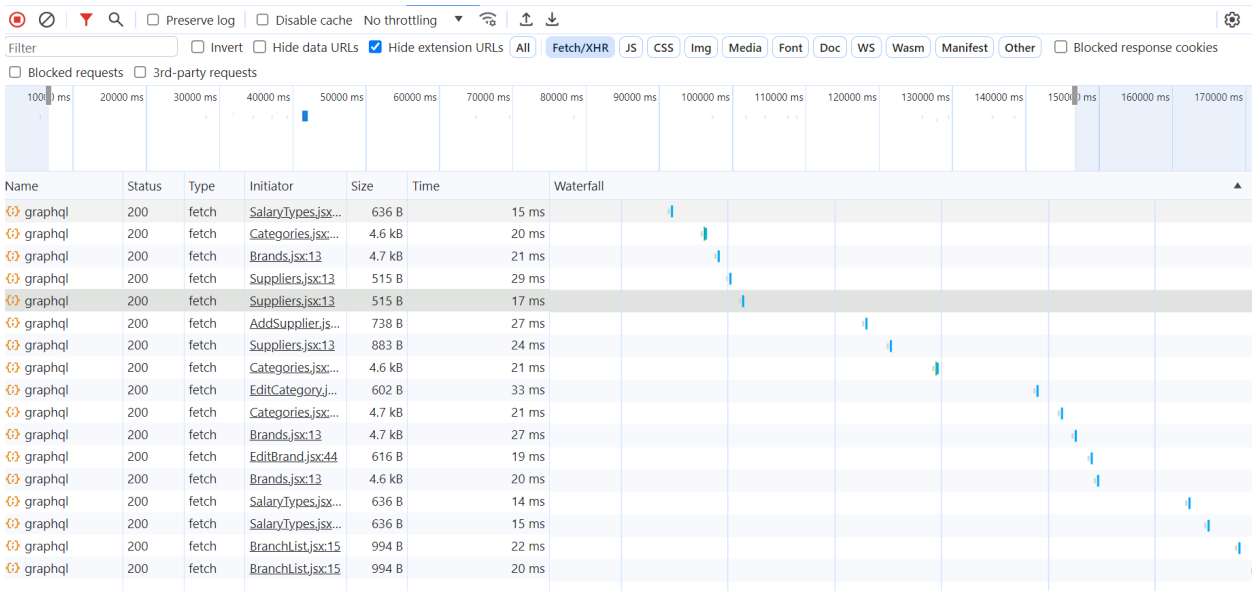 Preserve log Disable cache No throttling
Filter Invert Hide data URLs Hide extension URLs All Fetch/XHR JS CSS Img Media Font Doc WS Wasm Manifest Other Blocked response cookies
Blocked requests 3rd-party requests
20000 ms 30000 ms 40000 ms 50000 ms 60000 ms 70000 ms 80000 ms 90000 ms 100000 ms 110000 ms 120000 ms 130000 ms 140000 ms 160000 ms 170000 ms
Name Status Type Initiator Size Time Waterfall
graphql 200 fetch SalaryTypes.jsx... 636 B 15 ms
graphql 200 fetch Categories.jsx:... 4.6 kB 20 ms
graphql 200 fetch Brands.jsx:13 4.7 kB 21 ms
graphql 200 fetch Suppliers.jsx:13 515 B 29 ms
graphql 200 fetch Suppliers.jsx:13 515 B 17 ms
graphql 200 fetch AddSupplier.js... 738 B 27 ms
graphql 200 fetch Suppliers.jsx:13 883 B 24 ms
graphql 200 fetch Categories.jsx:... 4.6 kB 21 ms
graphql 200 fetch EditCategory.j... 602 B 33 ms
graphql 200 fetch Categories.jsx:... 4.7 kB 21 ms
graphql 200 fetch Brands.jsx:13 4.7 kB 27 ms
graphql 200 fetch EditBrand.jsx:44 616 B 19 ms
graphql 200 fetch Brands.jsx:13 4.6 kB 20 ms
graphql 200 fetch SalaryTypes.jsx... 636 B 14 ms
graphql 200 fetch SalaryTypes.jsx... 636 B 15 ms
graphql 200 fetch BranchList.jsx:15 994 B 22 ms
graphql 200 fetch BranchList.jsx:15 994 B 20 ms